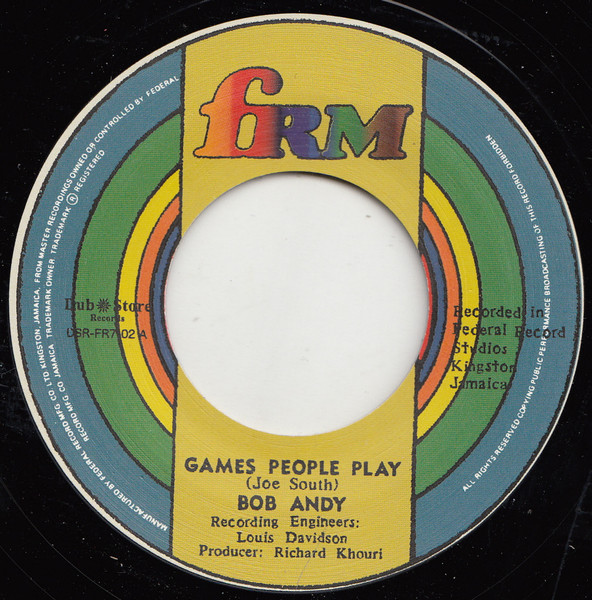 fRM
Dub Store
Records
DSR-FR7-02 A
Recorded in
Federal Record
Studios
Kingston
Jamaica
GAMES PEOPLE PLAY
(Joe South)
BOB ANDY
Recording Engineers:
Louis Davidson
Producer: Richard Khouri
MANUFACTURED BY FEDERAL RECORD MFG CO LTD KINGSTON, JAMAICA, FROM MASTER RECORDINGS OWNED OR CONTROLLED BY FEDERAL
RECORD MFG CO JAMAICA TRADEMARK OWNER. TRADEMARK ® REGISTERED
ALL RIGHTS RESERVED COPYING PUBLIC PERFORMANCE BROADCASTING OF THIS RECORD FORBIDDEN